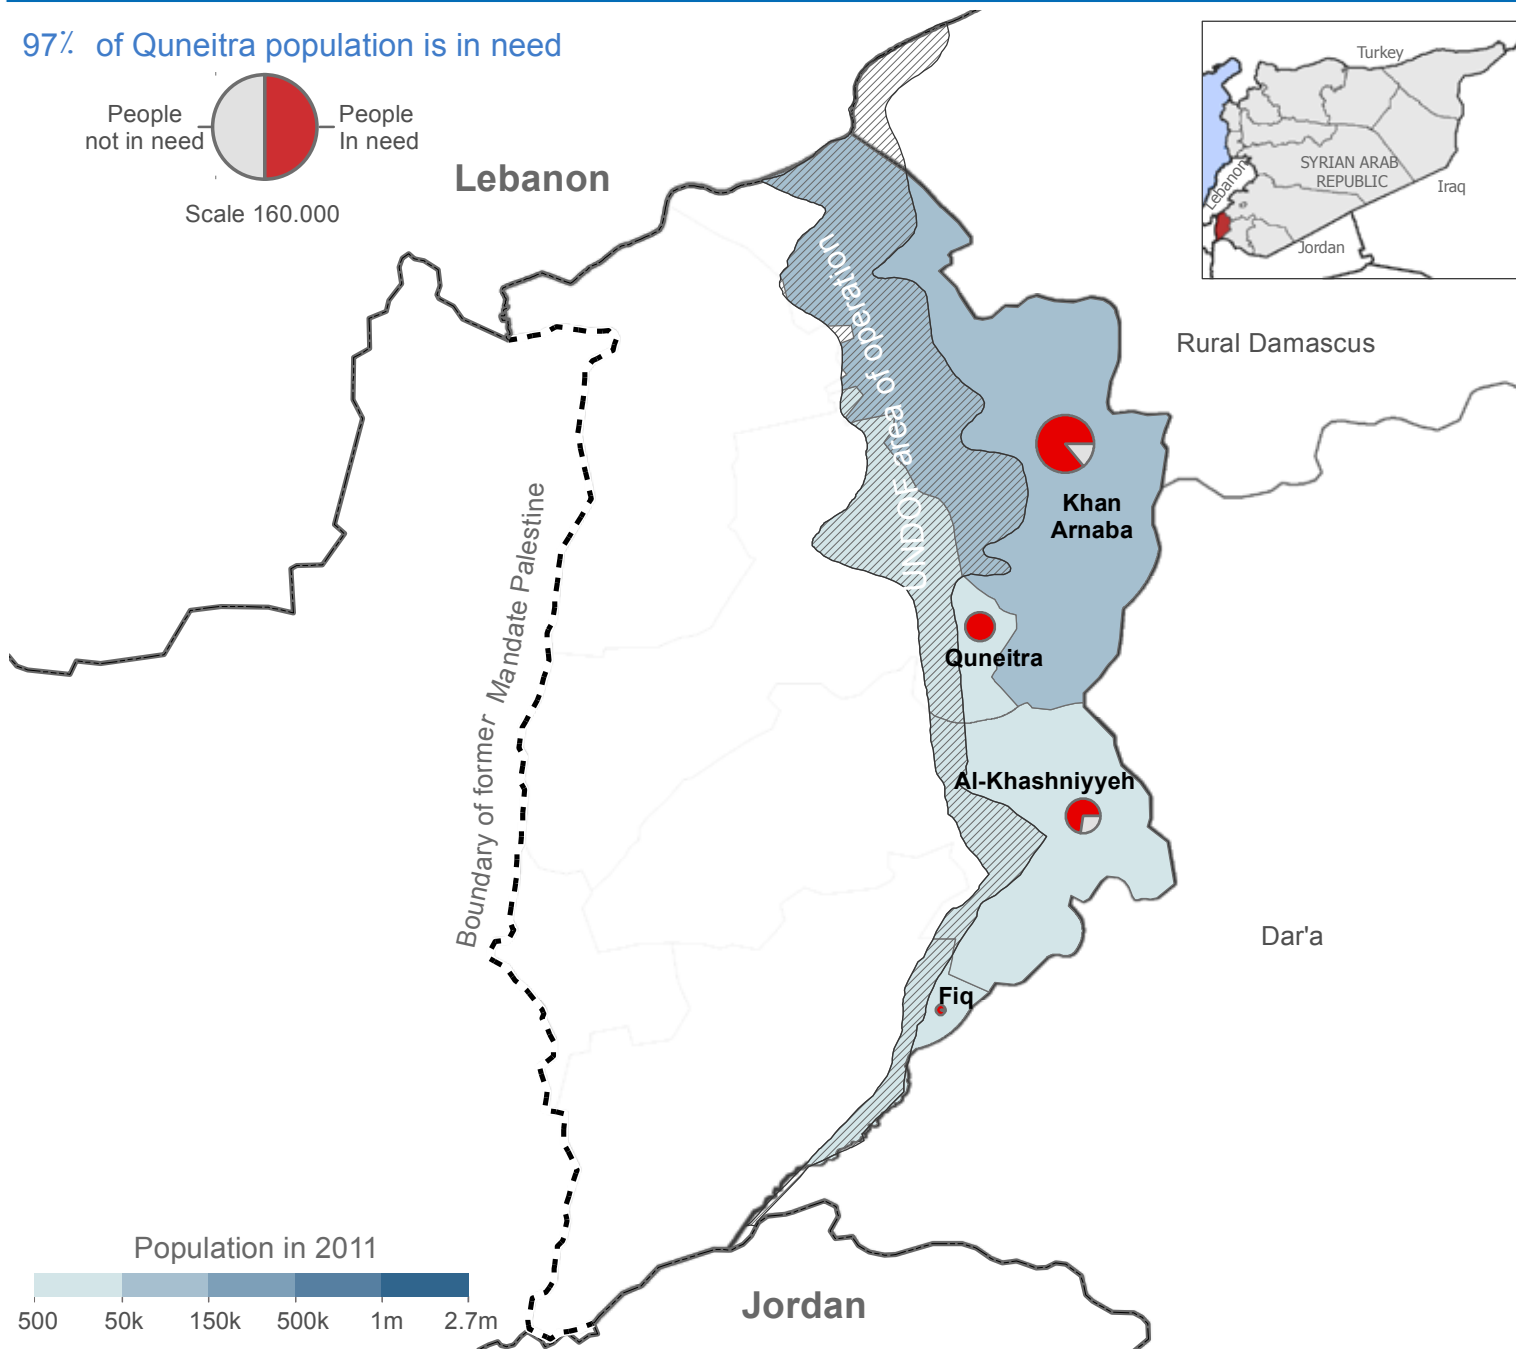 97% of Quneitra population is in need
People
not in need
People
In need
Scale 160.000
Lebanon
Turkey
SYRIAN ARAB
REPUBLIC
Lebanon
Iraq
Jordan
Rural Damascus
UNDOF area of operation
Khan
Arnaba
Boundary of former Mandate Palestine
Quneitra
Al-Khashniyyeh
Dar'a
Fiq
Population in 2011
500 50k 150k 500k 1m 2.7m
Jordan